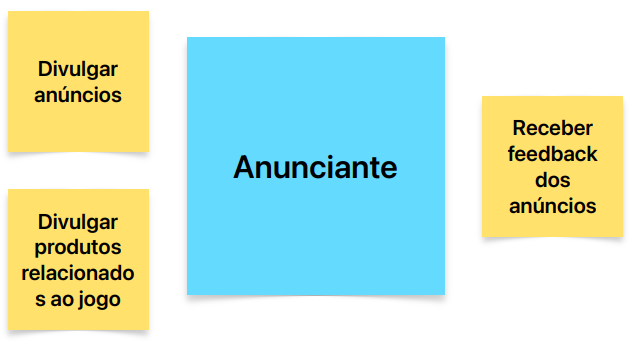 Divulgar
anúncios
Anunciante
Receber
feedback
dos
anúncios
Divulgar
produtos
relacionado
s ao jogo